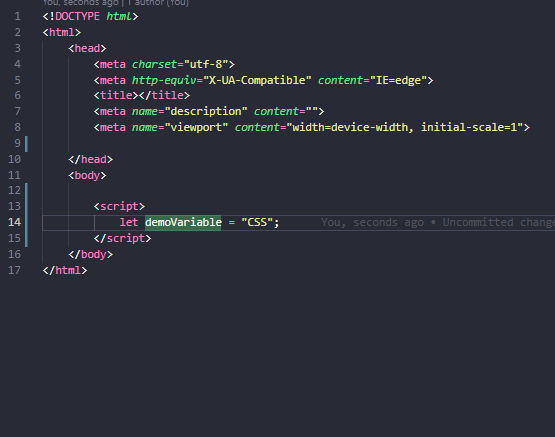 You, seconds ago | 1 author (You)
1 <!DOCTYPE html>
2 <html>
3 <head>
4 <meta charset="utf-8">
5 <meta http-equiv="X-UA-Compatible" content="IE=edge">
6 <title></title>
7 <meta name="description" content="">
8 <meta name="viewport" content="width=device-width, initial-scale=1">
9
10 </head>
11 <body>
12
13 <script>
14 let demoVariable = "CSS"; You, seconds ago • Uncommitted change
15 </script>
16 </body>
17 </html>